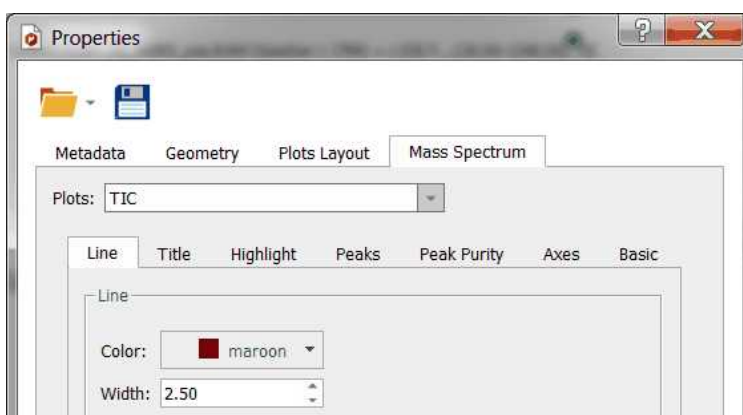 Properties
Metadata Geometry Plots Layout Mass Spectrum
Plots: TIC
Line Title Highlight Peaks Peak Purity Axes Basic
Line
Color: maroon
Width: 2.50